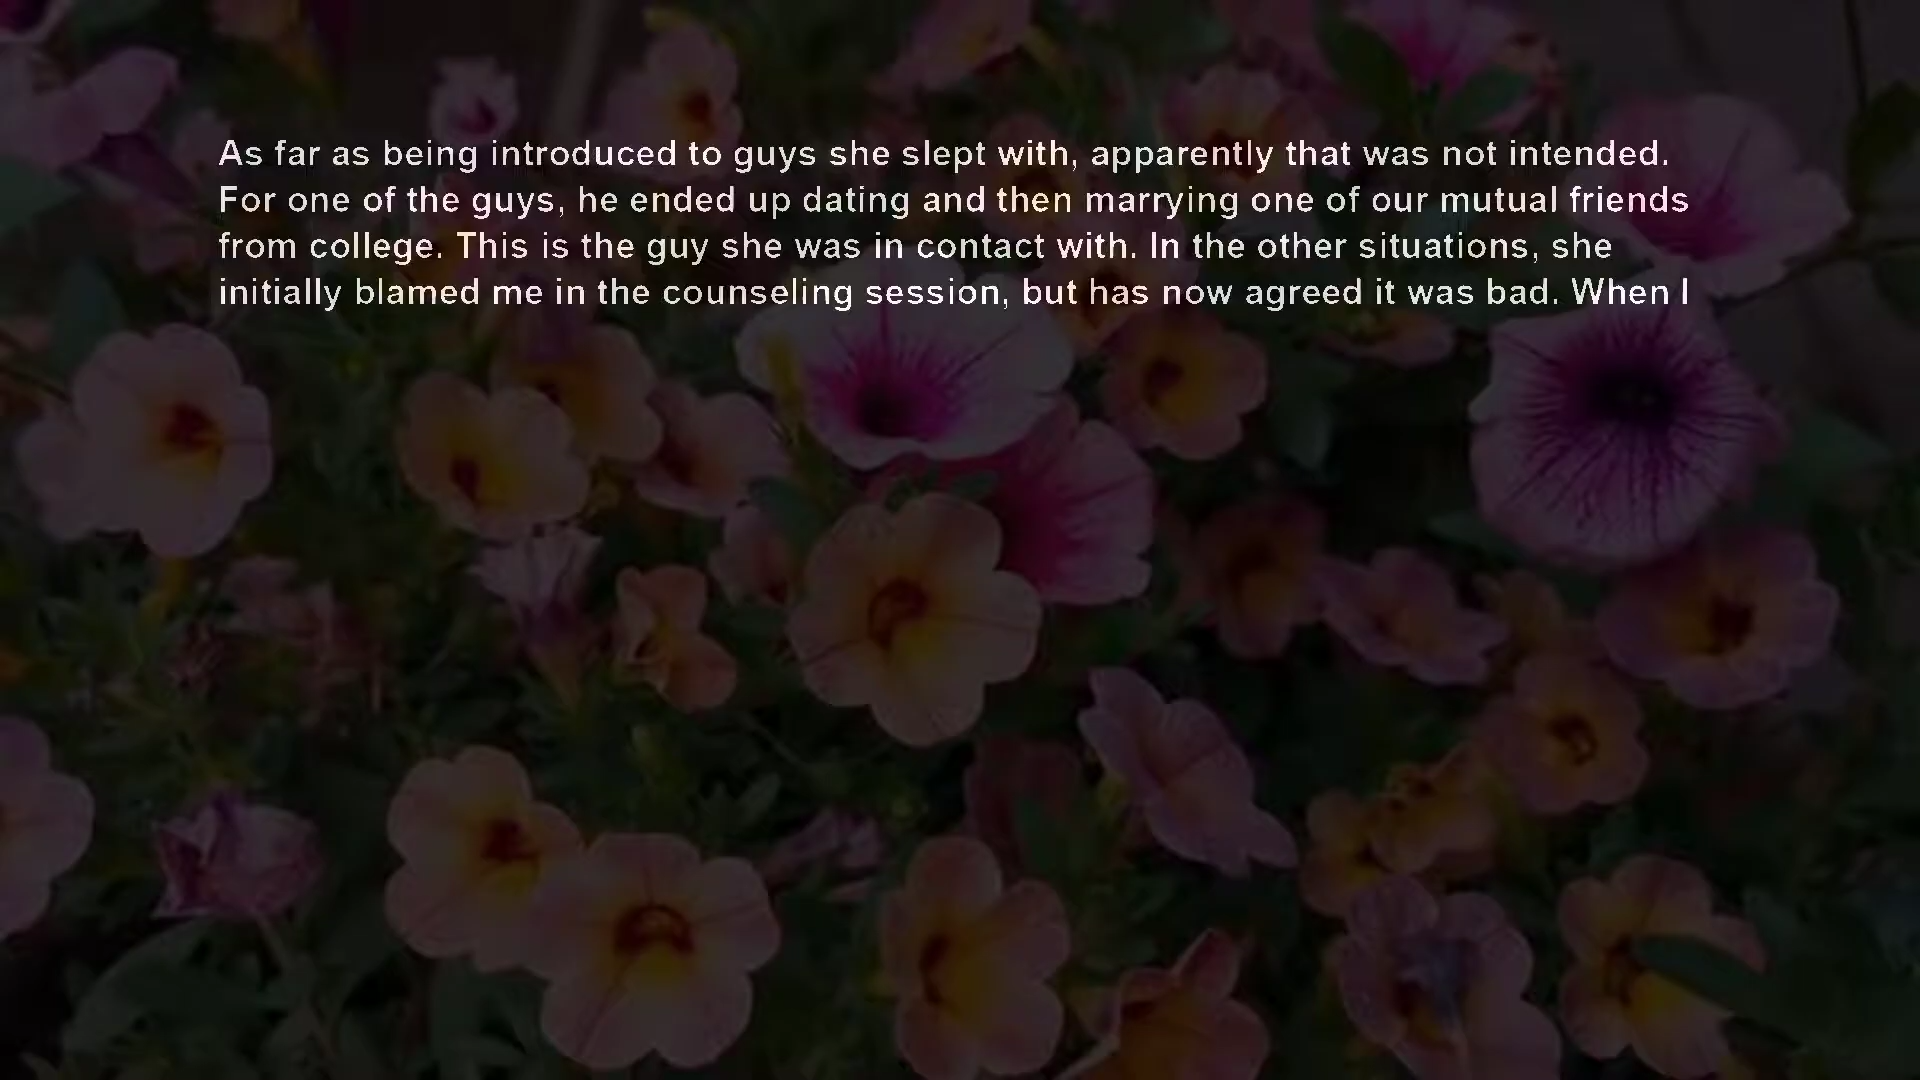 As far as being introduced to guys she slept with, apparently that was not intended.
For one of the guys, he ended up dating and then marrying one of our mutual friends
from college. This is the guy she was in contact with. In the other situations, she
initially blamed me in the counseling session, but has now agreed it was bad. When I